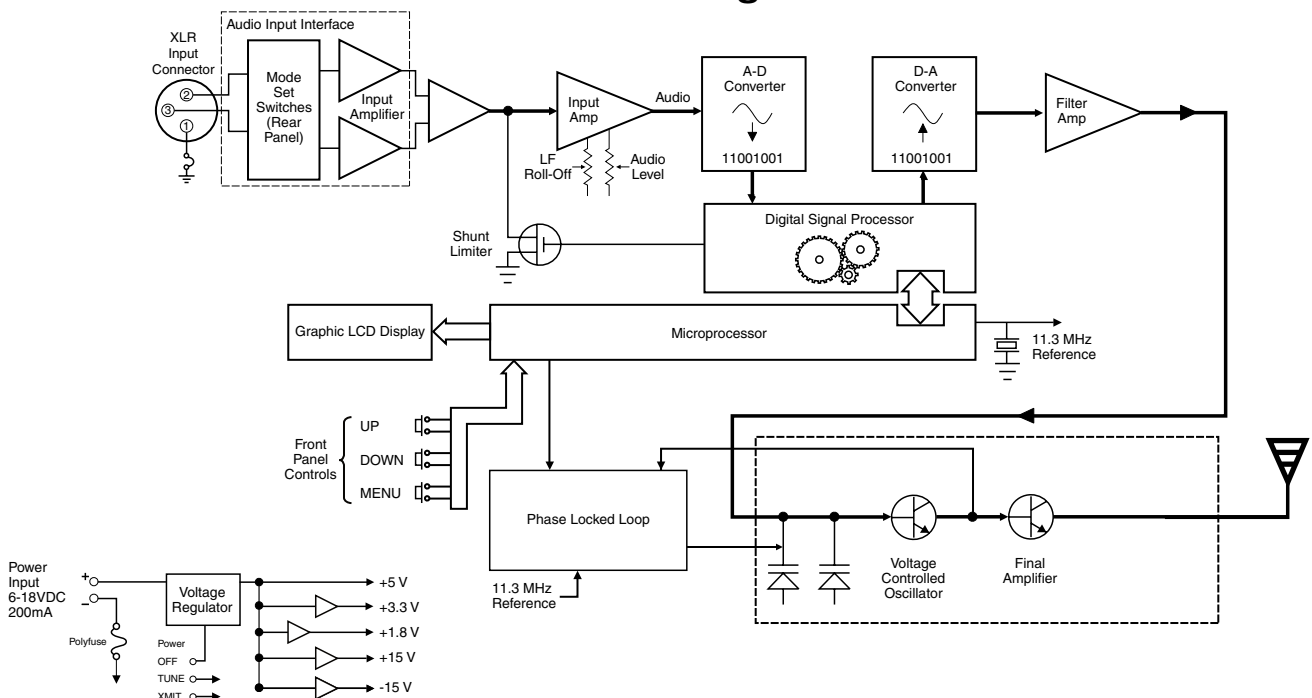 Audio Input Interface
XLR
Input
Connector
2
3
1
Mode
Set
Switches
(Rear
Panel)
Input
Amplifier
Input
Amp
LF
Roll-Off
Audio
Level
Audio
A-D
Converter
11001001
D-A
Converter
11001001
Filter
Amp
Shunt
Limiter
Digital Signal Processor
Graphic LCD Display
Microprocessor
11.3 MHz
Reference
Front
Panel
Controls
UP
DOWN
MENU
Phase Locked Loop
11.3 MHz
Reference
Voltage
Controlled
Oscillator
Final
Amplifier
Power
Input
6-18VDC
200mA
+
–
Polyfuse
Voltage
Regulator
Power
OFF
TUNE
XMIT
+5 V
+3.3 V
+1.8 V
+15 V
-15 V